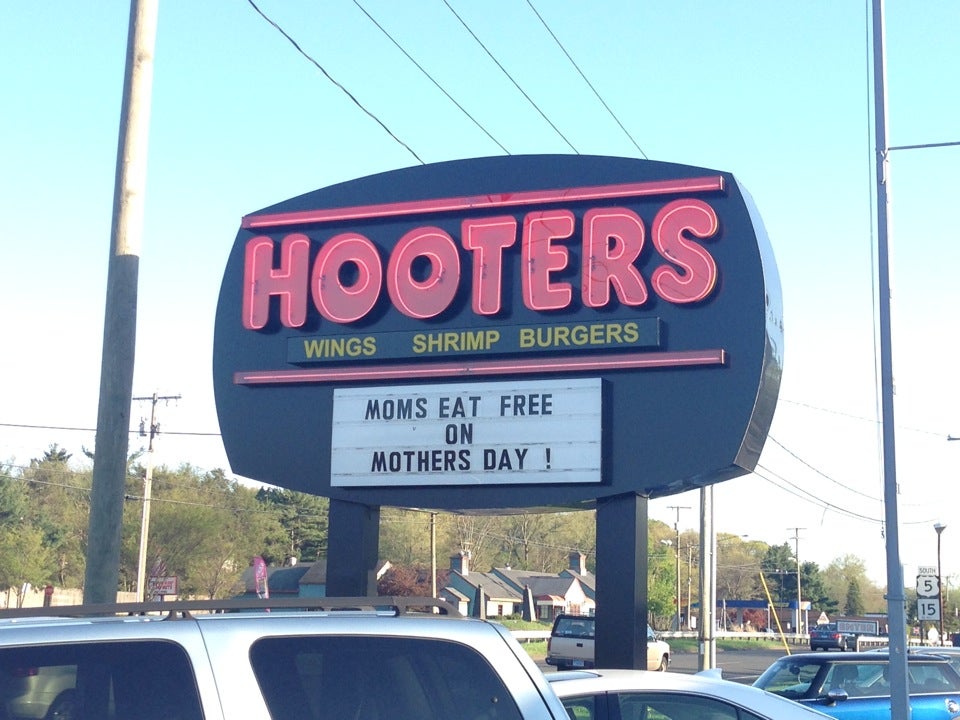 HOOTERS
WINGS SHRIMP BURGERS
MOMS EAT FREE
ON
MOTHERS DAY !
SOUTH
5
15